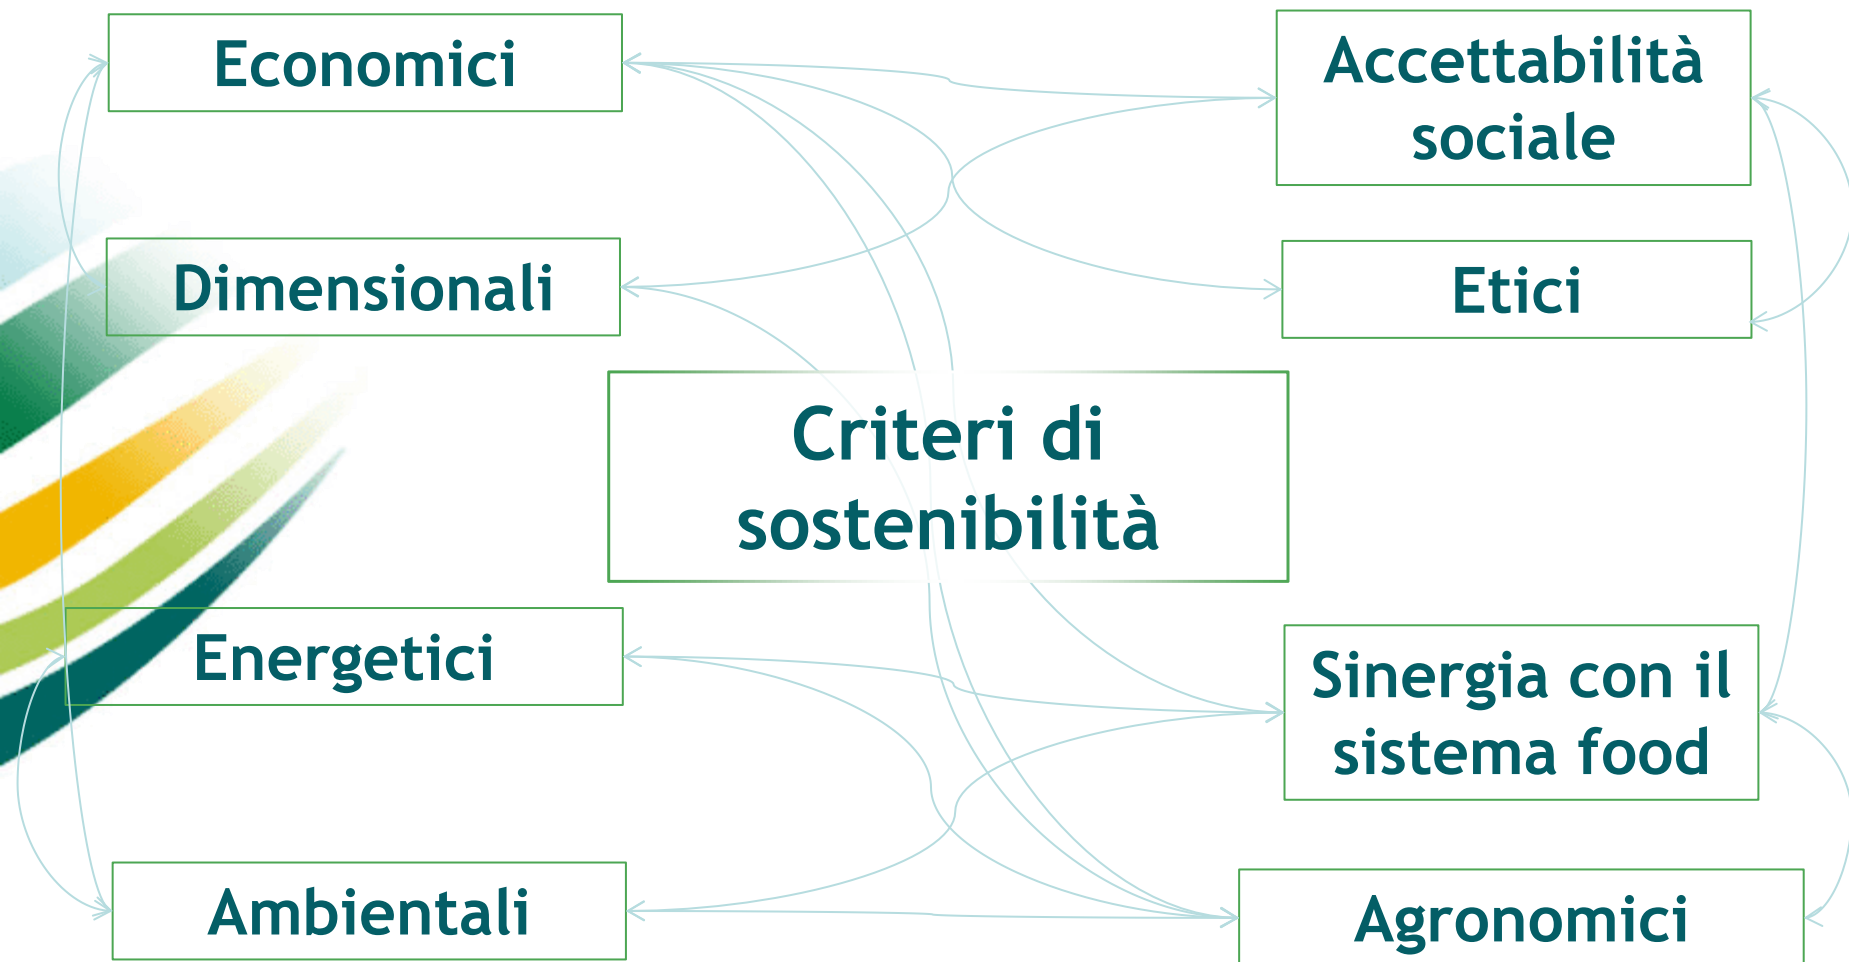 Economici
Accettabilità
sociale
Dimensionali
Etici
Criteri di
sostenibilità
Energetici
Sinergia con il
sistema food
Ambientali
Agronomici